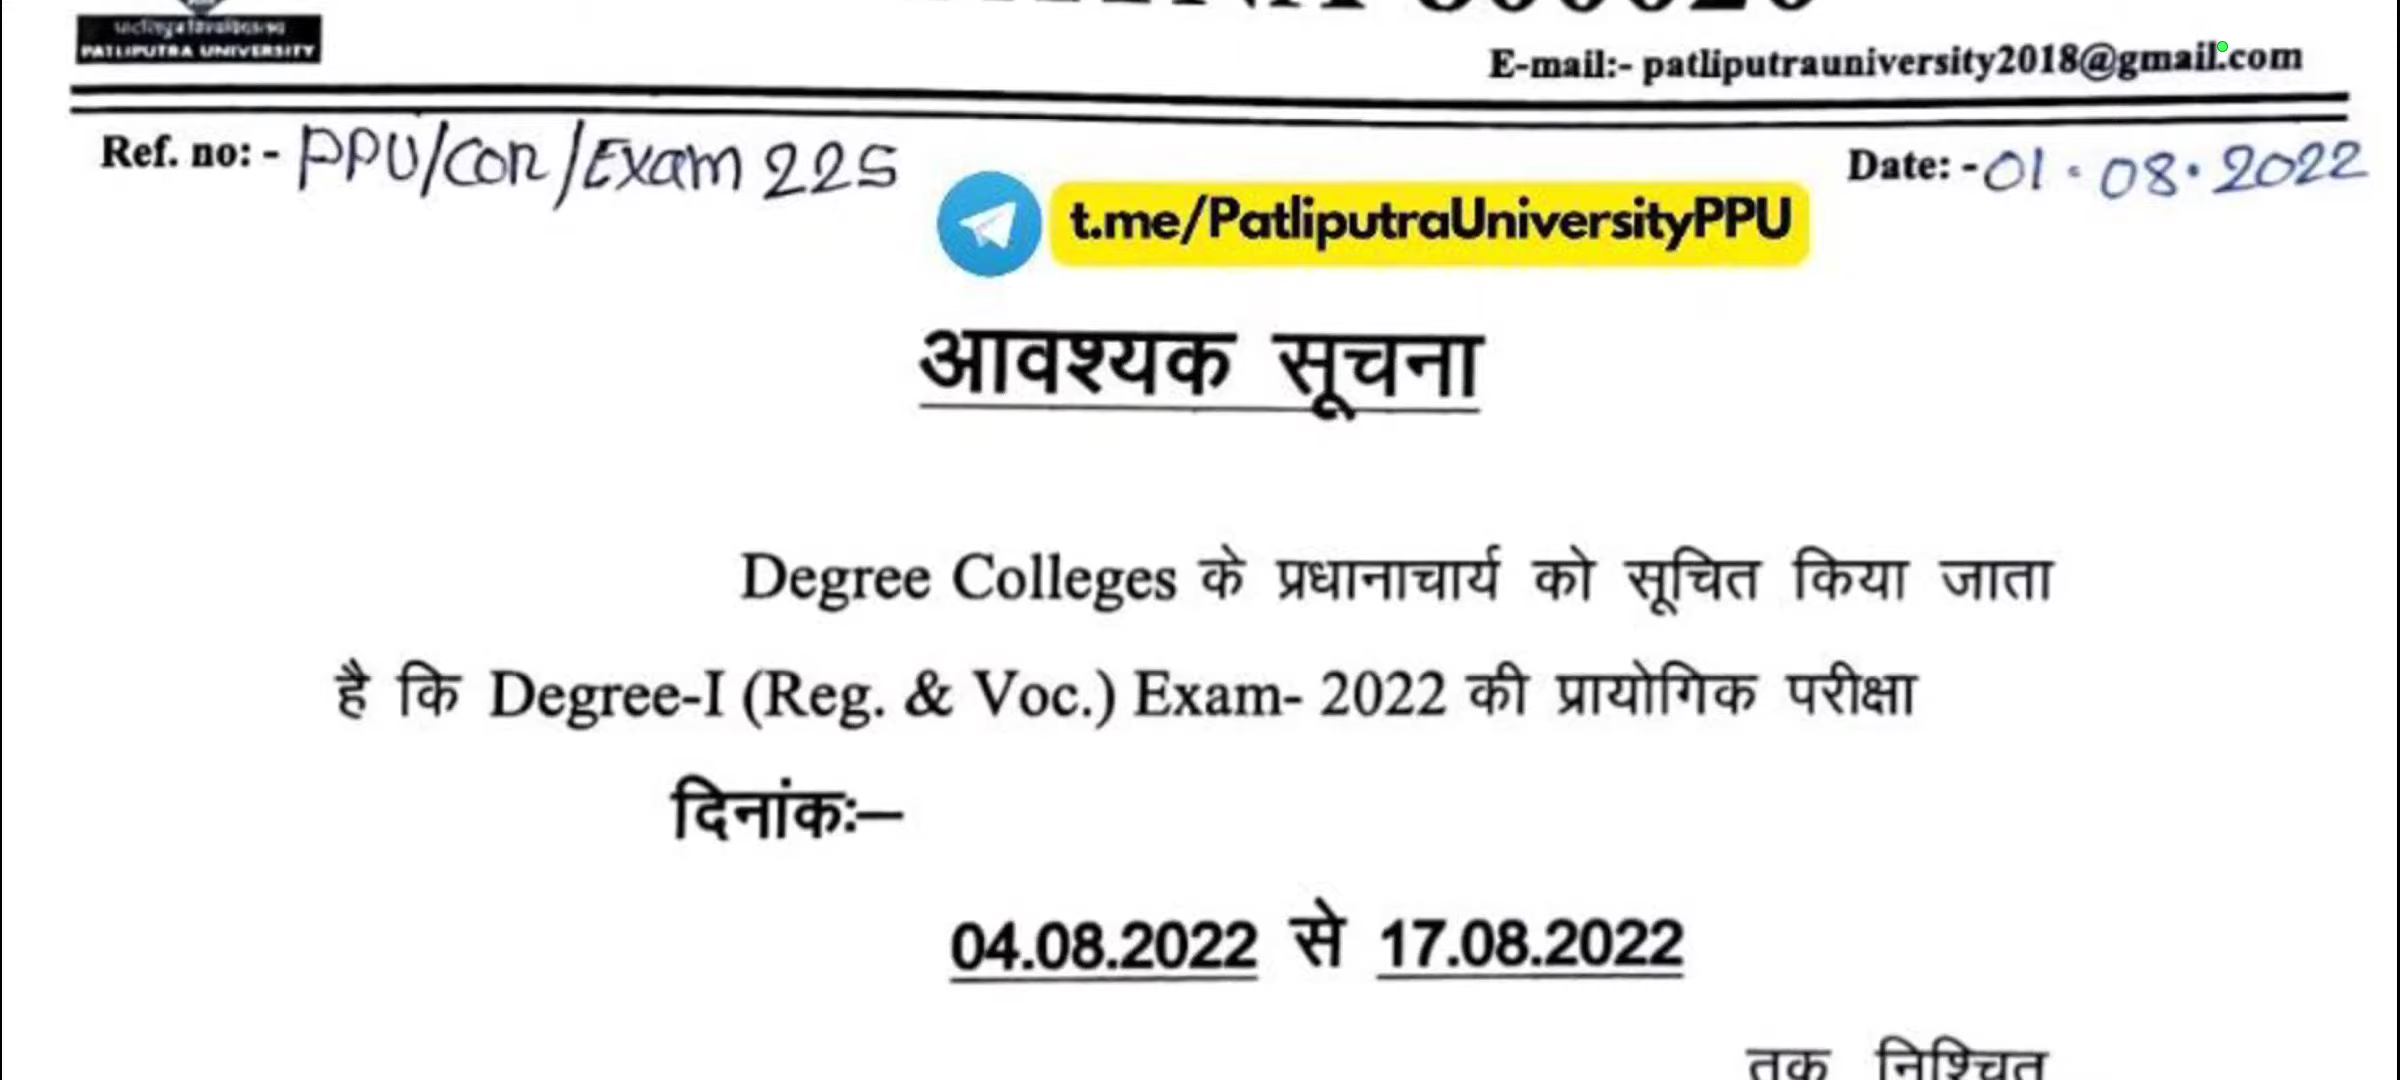 PATLIPUTRA UNIVERSITY
E-mail:- patliputrauniversity2018@gmail.com
Ref. no: - PPU/COR/Exam 225
Date: - 01.08.2022
t.me/PatliputraUniversityPPU
आवश्यक सूचना
Degree Colleges के प्रधानाचार्य को सूचित किया जाता
है कि Degree-I (Reg. & Voc.) Exam- 2022 की प्रायोगिक परीक्षा
दिनांकः–
04.08.2022 से 17.08.2022
तक निश्चित